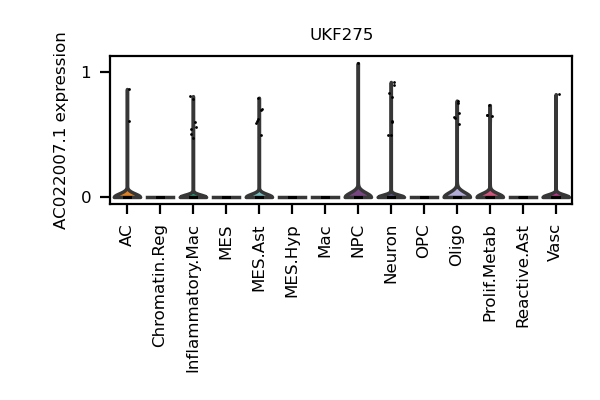 UKF275
AC022007.1 expression
1
0
AC
Chromatin.Reg
Inflammatory.Mac
MES
MES.Ast
MES.Hyp
Mac
NPC
Neuron
OPC
Oligo
Prolif.Metab
Reactive.Ast
Vasc